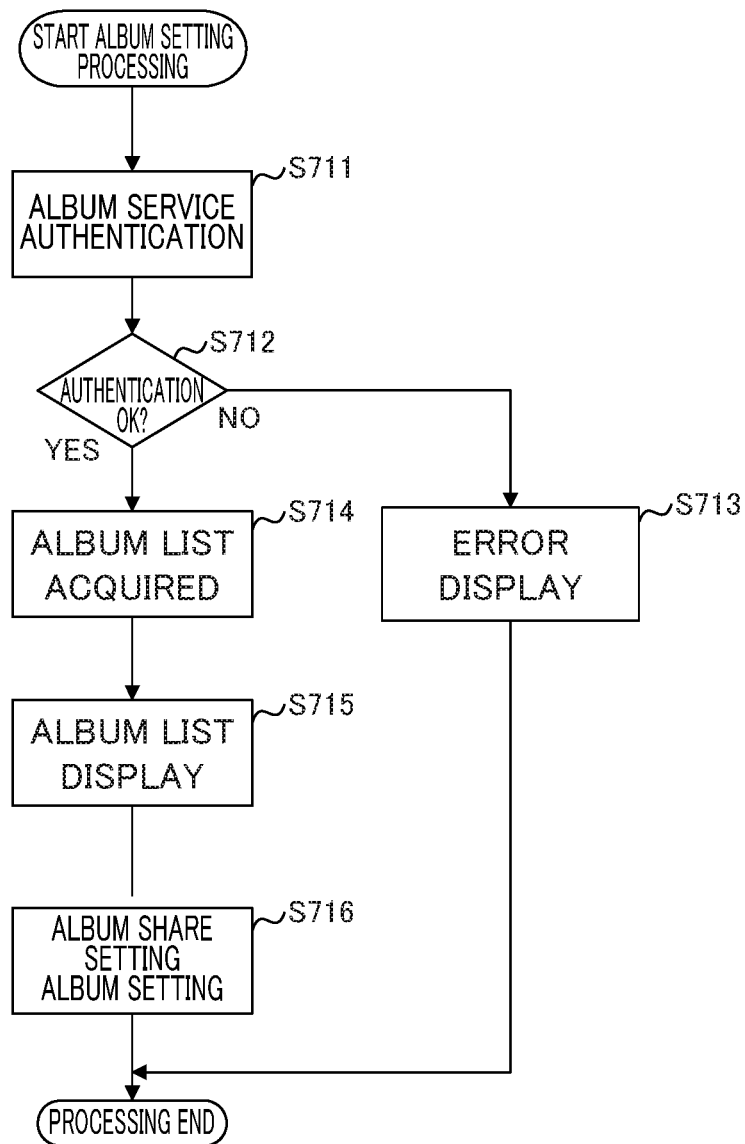 START ALBUM SETTING
PROCESSING
S711
ALBUM SERVICE
AUTHENTICATION
S712
AUTHENTICATION
OK?
NO
YES
S714
ALBUM LIST
ACQUIRED
S713
ERROR
DISPLAY
S715
ALBUM LIST
DISPLAY
S716
ALBUM SHARE
SETTING
ALBUM SETTING
PROCESSING END